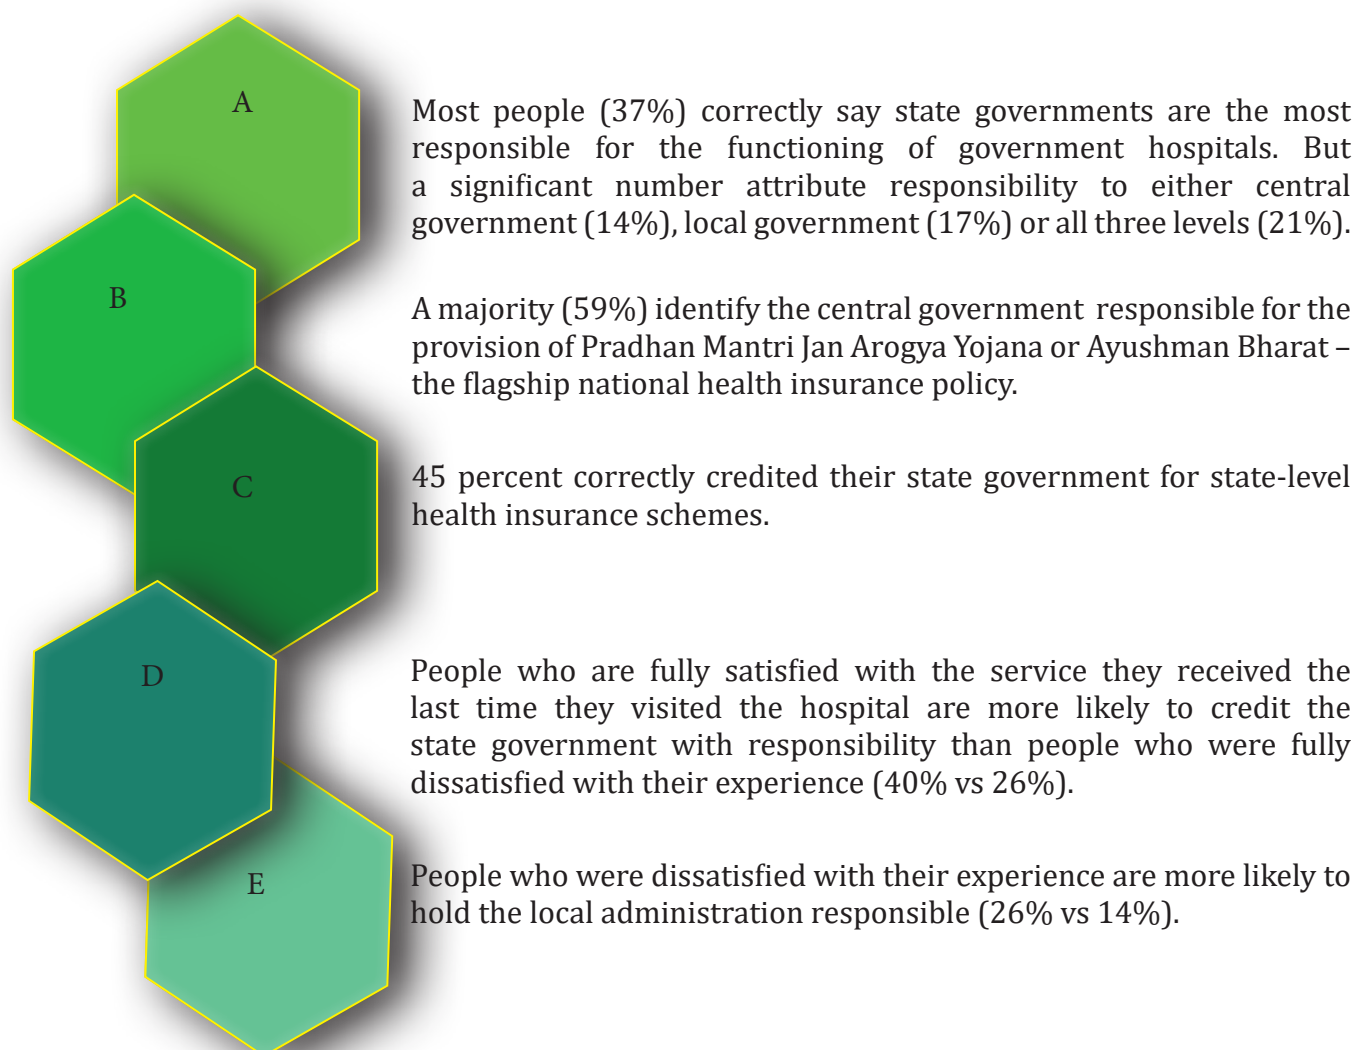 A
Most people (37%) correctly say state governments are the most
responsible for the functioning of government hospitals. But
a significant number attribute responsibility to either central
government (14%), local government (17%) or all three levels (21%).
B
A majority (59%) identify the central government responsible for the
provision of Pradhan Mantri Jan Arogya Yojana or Ayushman Bharat –
the flagship national health insurance policy.
C
45 percent correctly credited their state government for state-level
health insurance schemes.
D
People who are fully satisfied with the service they received the
last time they visited the hospital are more likely to credit the
state government with responsibility than people who were fully
dissatisfied with their experience (40% vs 26%).
E
People who were dissatisfied with their experience are more likely to
hold the local administration responsible (26% vs 14%).